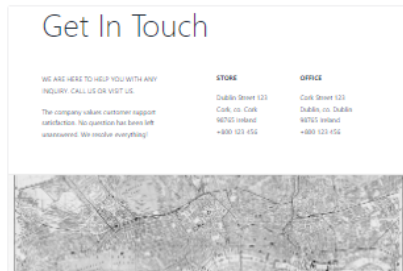 Get In Touch
WE ARE HERE TO HELP YOU WITH ANY
INQUIRY. CALL US OR VISIT US.
The company values customer support
satisfaction. No question has been left
unanswered. We resolve everything!
STORE
Dublin Street 123
Cork, co. Cork
98765 Ireland
+800 123 456
OFFICE
Cork Street 123
Dublin, co. Dublin
98765 Ireland
+800 123 456